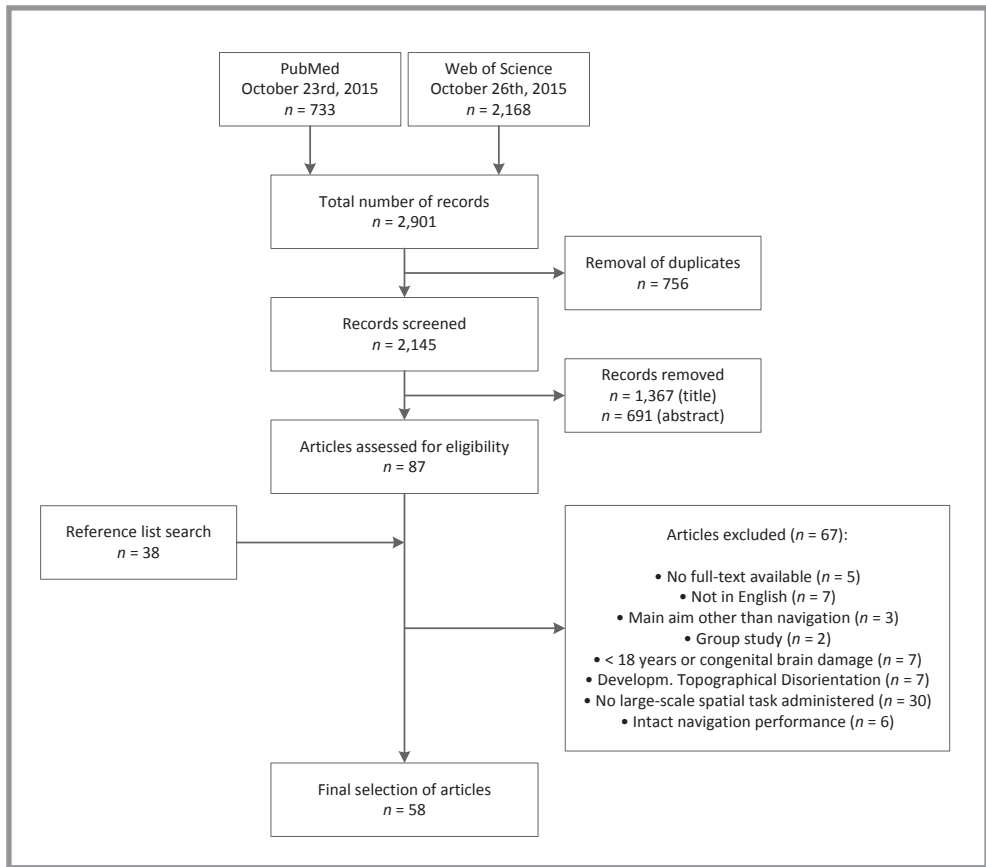 PubMed
October 23rd, 2015
n = 733
Web of Science
October 26th, 2015
n = 2,168
Total number of records
n = 2,901
Removal of duplicates
n = 756
Records screened
n = 2,145
Records removed
n = 1,367 (title)
n = 691 (abstract)
Articles assessed for eligibility
n = 87
Reference list search
n = 38
Articles excluded (n = 67):
• No full-text available (n = 5)
• Not in English (n = 7)
• Main aim other than navigation (n = 3)
• Group study (n = 2)
• < 18 years or congenital brain damage (n = 7)
• Developm. Topographical Disorientation (n = 7)
• No large-scale spatial task administered (n = 30)
• Intact navigation performance (n = 6)
Final selection of articles
n = 58